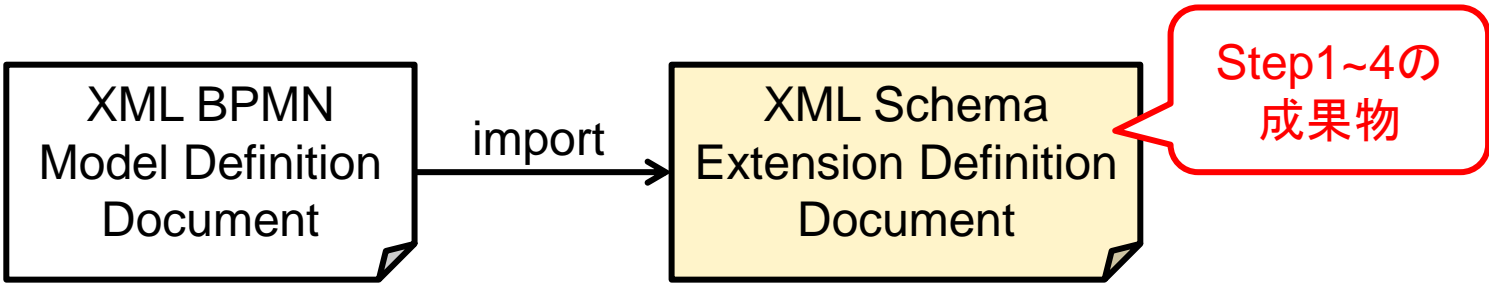 XML BPMN
Model Definition
Document
import
XML Schema
Extension Definition
Document
Step1~4の
成果物